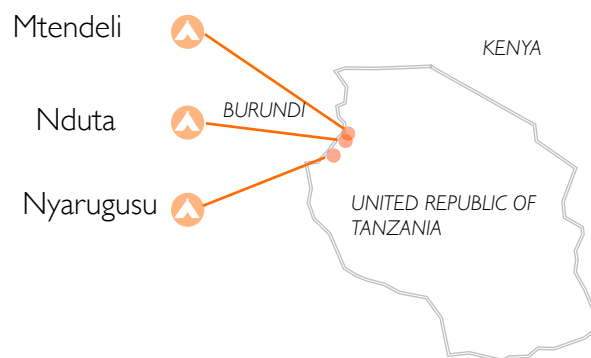 Mtendeli
KENYA
Nduta
BURUNDI
Nyarugusu
UNITED REPUBLIC OF
TANZANIA